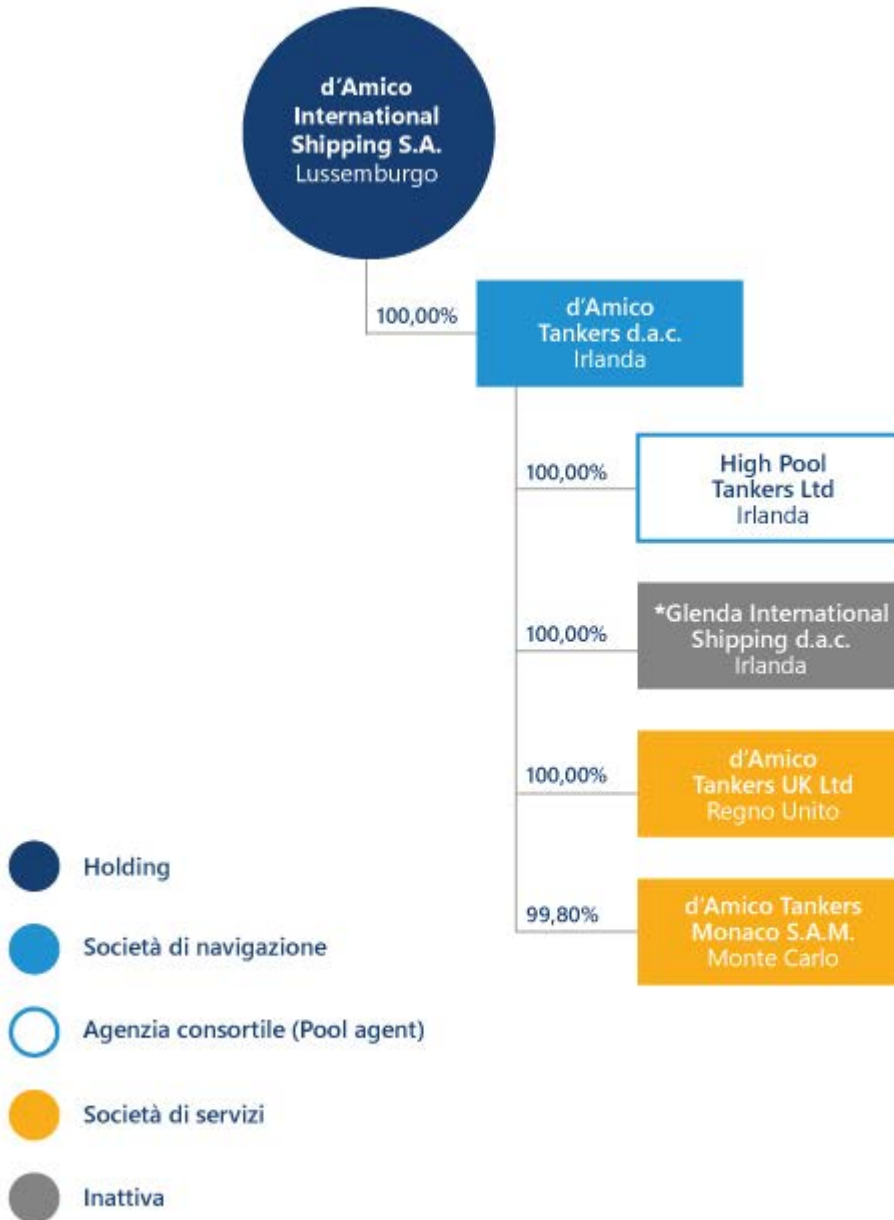 d'Amico
International
Shipping S.A.
Lussemburgo
100,00%
d'Amico
Tankers d.a.c.
Irlanda
100,00%
High Pool
Tankers Ltd
Irlanda
100,00%
*Glenda International
Shipping d.a.c.
Irlanda
100,00%
d'Amico
Tankers UK Ltd
Regno Unito
99,80%
d'Amico Tankers
Monaco S.A.M.
Monte Carlo
Holding
Società di navigazione
Agenzia consortile (Pool agent)
Società di servizi
Inattiva